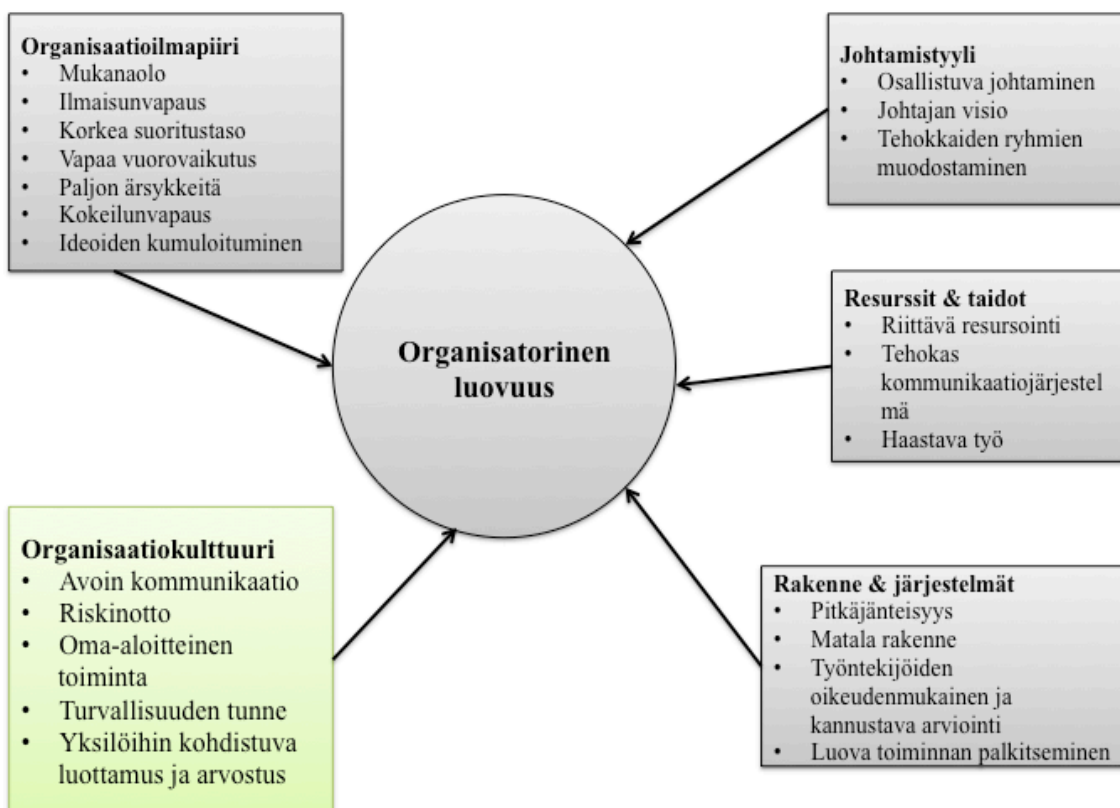 Organisaatioilmapiiri
• Mukanaolo
• Ilmaisunvapaus
• Korkea suoritustaso
• Vapaa vuorovaikutus
• Paljon ärsykkeitä
• Kokeilunvapaus
• Ideoiden kumuloituminen
Johtamistyyli
• Osallistuva johtaminen
• Johtajan visio
• Tehokkaiden ryhmien
muodostaminen
Organisatorinen
luovuus
Resurssit & taidot
• Riittävä resursointi
• Tehokas
kommunikaatiojärjestel
mä
• Haastava työ
Organisaatiokulttuuri
• Avoin kommunikaatio
• Riskinotto
• Oma-aloitteinen
toiminta
• Turvallisuuden tunne
• Yksilöihin kohdistuva
luottamus ja arvostus
Rakenne & järjestelmät
• Pitkäjänteisyys
• Matala rakenne
• Työntekijöiden
oikeudenmukainen ja
kannustava arviointi
• Luova toiminnan palkitseminen